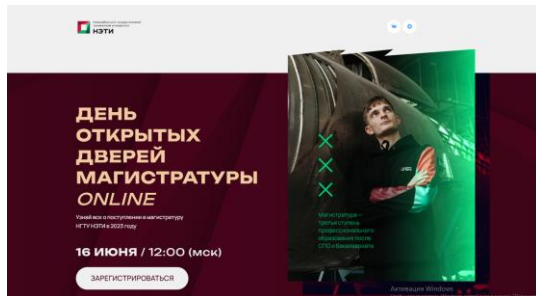 НЭТИ
ДЕНЬ
ОТКРЫТЫХ
ДВЕРЕЙ
МАГИСТРАТУРЫ
ONLINE
Узнай все о поступлении в магистратуру
НГТУ НЭТИ в 2023 году
16 ИЮНЯ / 12:00 (мск)
ЗАРЕГИСТРИРОВАТЬСЯ
Магистратура –
третья ступень
профессионального
образования после
СПО и бакалавриата
Активация Windows